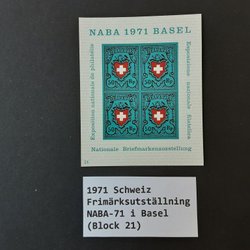 NABA 1971 BASEL
Exposition nationale de philatélie
Esposizione nazionale filatelica
Nationale Briefmarkenausstellung
1971 Schweiz
Frimärksutställning
NABA-71 i Basel
(Block 21)